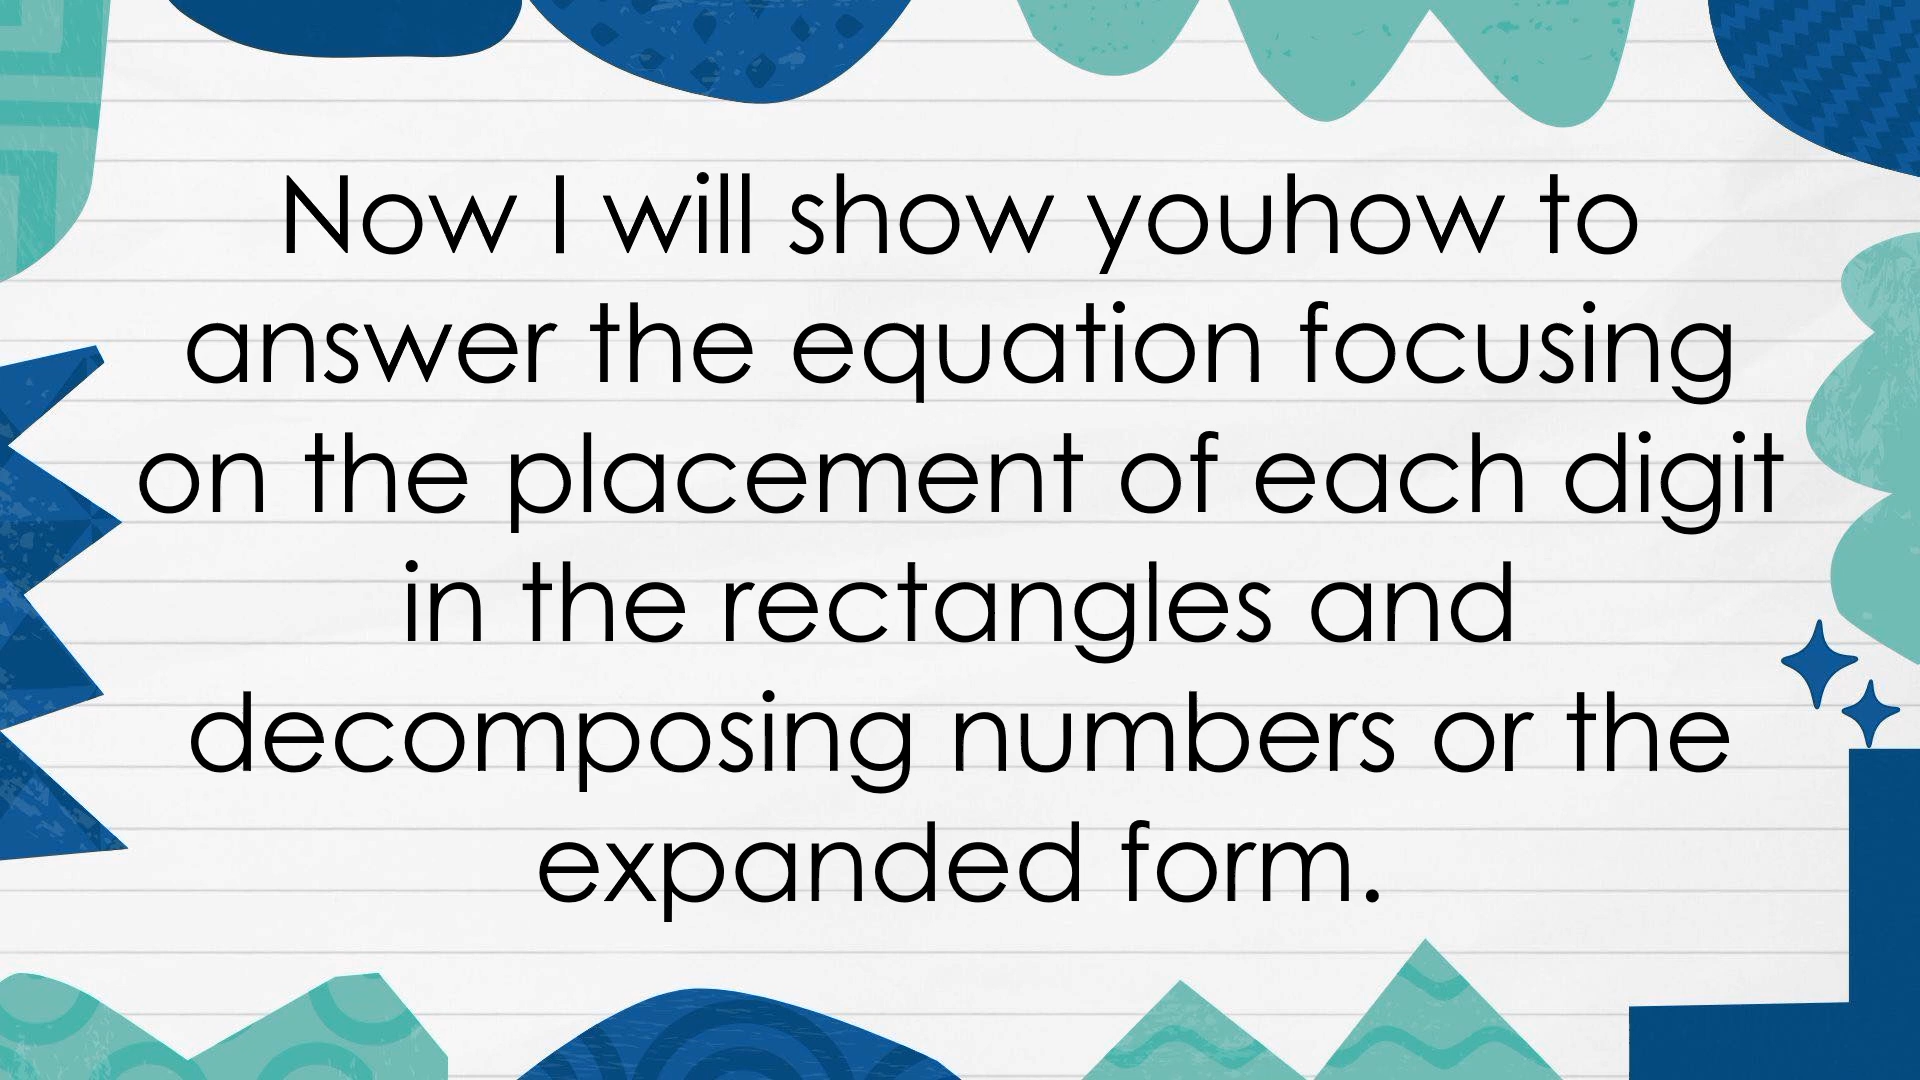 Now I will show youhow to
answer the equation focusing
on the placement of each digit
in the rectangles and
decomposing numbers or the
expanded form.